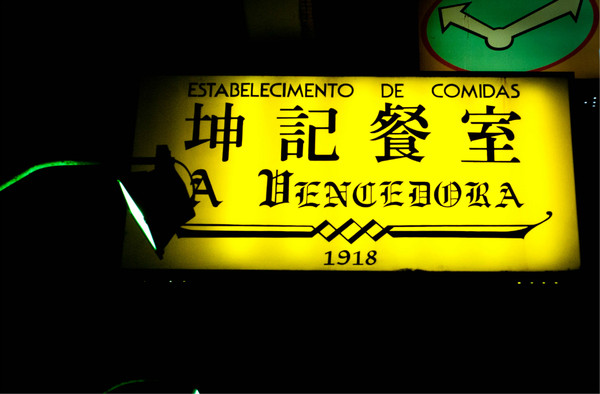 ESTABELECIMENTO DE COMIDAS
坤記餐室
A VENCEDORA
1918